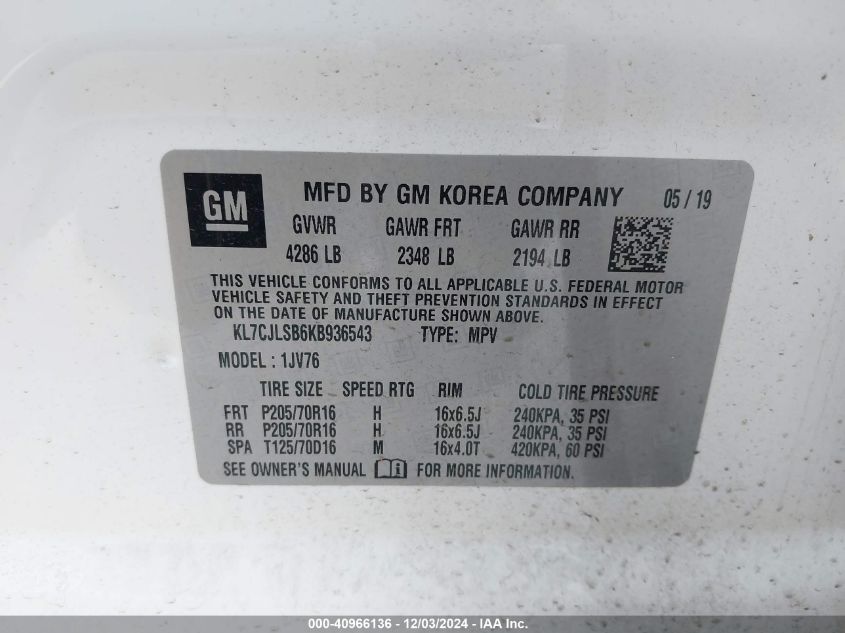 GM
MFD BY GM KOREA COMPANY 05 / 19
GVWR GAWR FRT GAWR RR
4286 LB 2348 LB 2194 LB
THIS VEHICLE CONFORMS TO ALL APPLICABLE U.S. FEDERAL MOTOR
VEHICLE SAFETY AND THEFT PREVENTION STANDARDS IN EFFECT
ON THE DATE OF MANUFACTURE SHOWN ABOVE.
KL7CJLSB6KB936543 TYPE: MPV
MODEL : 1JV76
TIRE SIZE SPEED RTG RIM COLD TIRE PRESSURE
FRT P205/70R16 H 16x6.5J 240KPA, 35 PSI
RR P205/70R16 H 16x6.5J 240KPA, 35 PSI
SPA T125/70D16 M 16x4.0T 420KPA, 60 PSI
SEE OWNER'S MANUAL FOR MORE INFORMATION.
000-40966136 - 12/03/2024 - IAA Inc.